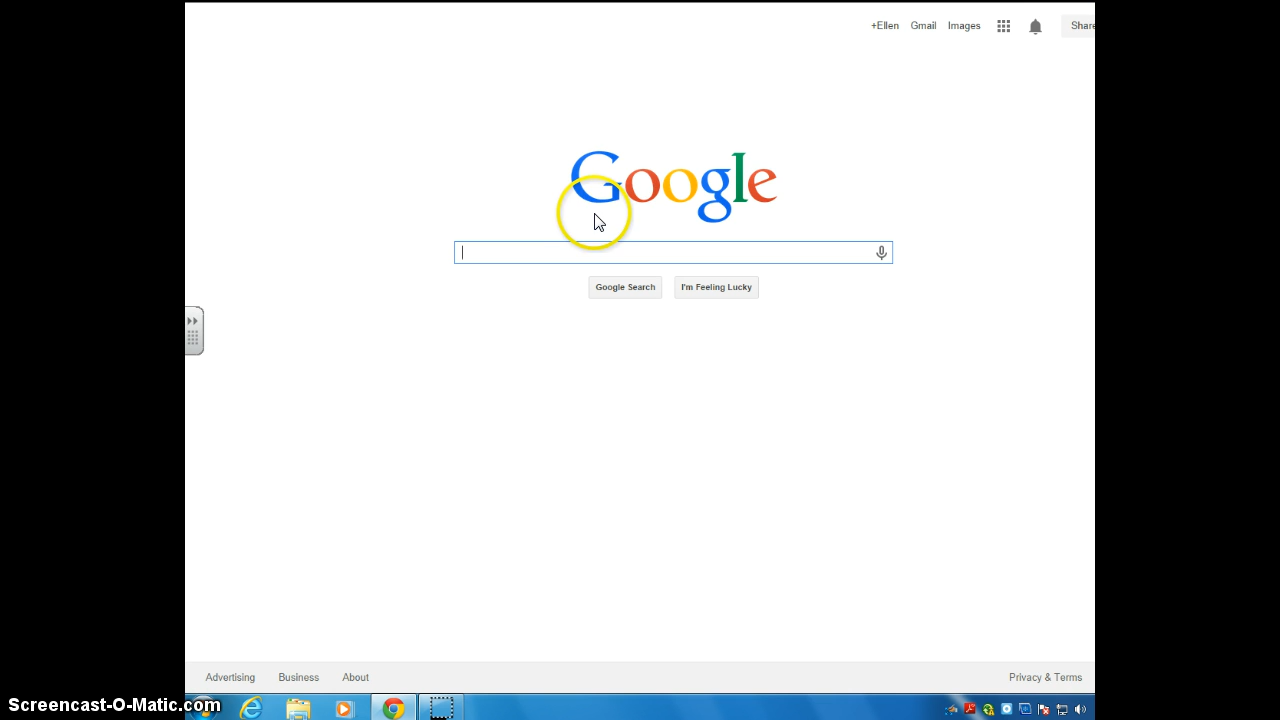 +Ellen Gmail Images Share
Google
Google Search I'm Feeling Lucky
Advertising Business About Privacy & Terms
Screencast-O-Matic.com